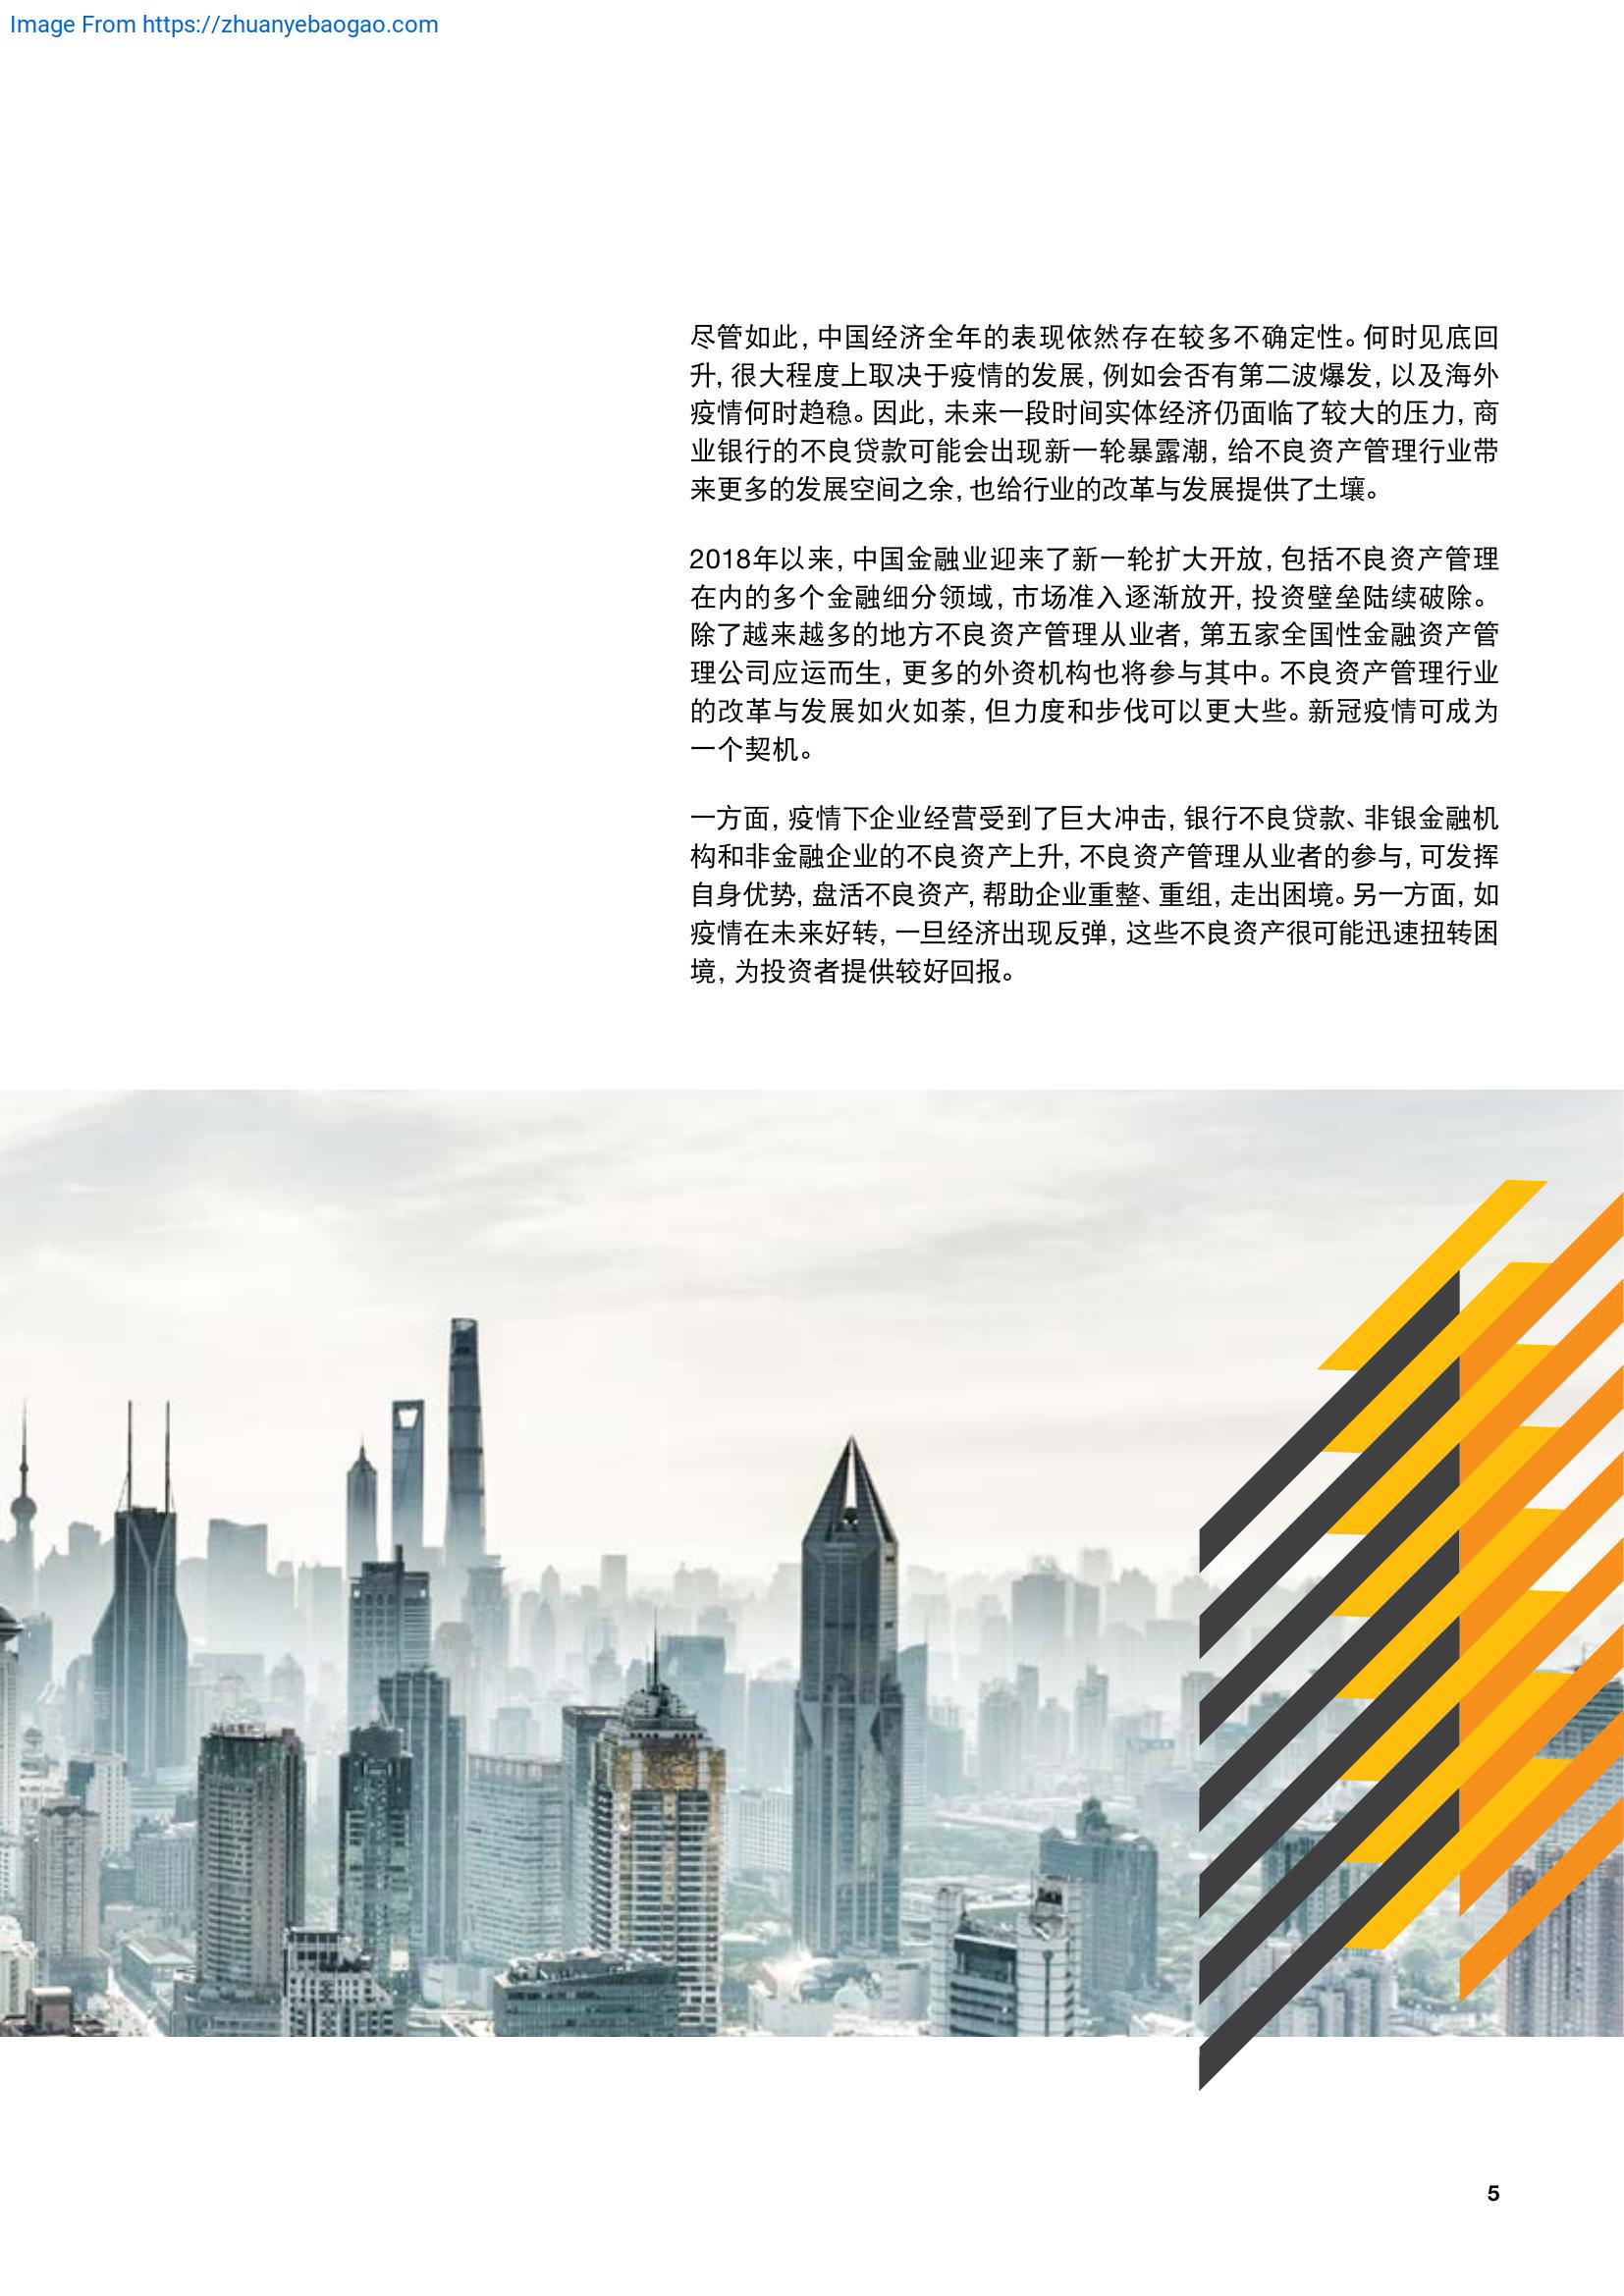 Image From https://zhuanyebaogao.com
尽管如此, 中国经济全年的表现依然存在较多不确定性。何时见底回
升, 很大程度上取决于疫情的发展, 例如会否有第二波爆发, 以及海外
疫情何时趋稳。因此, 未来一段时间实体经济仍面临了较大的压力, 商
业银行的不良贷款可能会出现新一轮暴露潮, 给不良资产管理行业带
来更多的发展空间之余, 也给行业的改革与发展提供了土壤。
2018年以来, 中国金融业迎来了新一轮扩大开放, 包括不良资产管理
在内的多个金融细分领域, 市场准入逐渐放开, 投资壁垒陆续破除。
除了越来越多的地方不良资产管理从业者, 第五家全国性金融资产管
理公司应运而生, 更多的外资机构也将参与其中。不良资产管理行业
的改革与发展如火如荼, 但力度和步伐可以更大些。新冠疫情可成为
一个契机。
一方面, 疫情下企业经营受到了巨大冲击, 银行不良贷款、非银金融机
构和非金融企业的不良资产上升, 不良资产管理从业者的参与, 可发挥
自身优势, 盘活不良资产, 帮助企业重整、重组, 走出困境。另一方面, 如
疫情在未来好转, 一旦经济出现反弹, 这些不良资产很可能迅速扭转困
境, 为投资者提供较好回报。
5